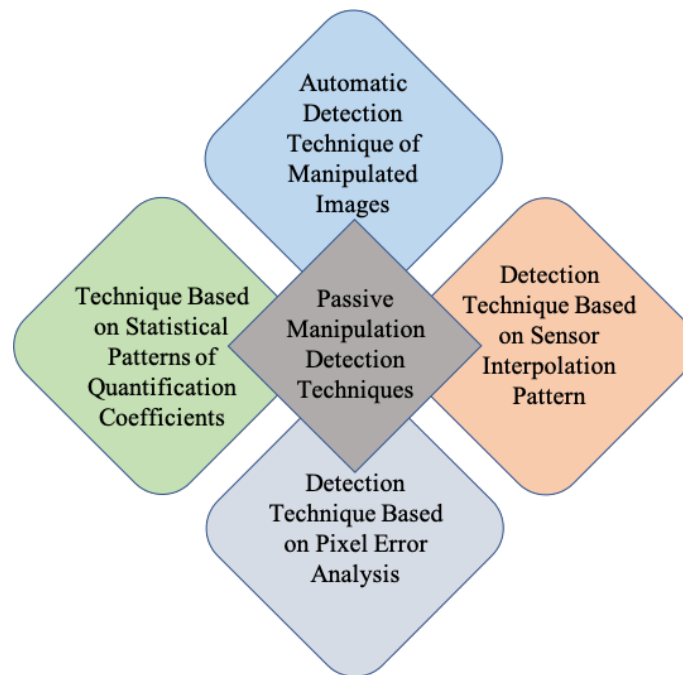 Automatic
Detection
Technique of
Manipulated
Images
Technique Based
on Statistical
Patterns of
Quantification
Coefficients
Passive
Manipulation
Detection
Techniques
Detection
Technique Based
on Sensor
Interpolation
Pattern
Detection
Technique Based
on Pixel Error
Analysis